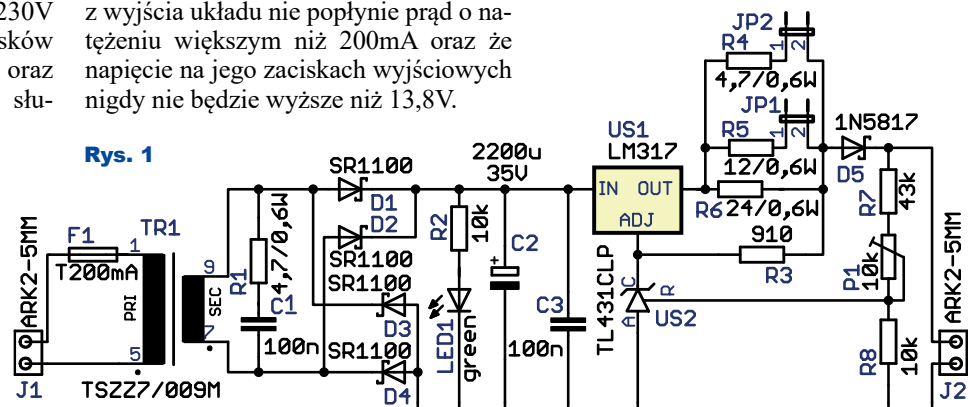 230V
sków
oraz
słu-
z wyjścia układu nie popłynie prąd o na-
tężeniu większym niż 200mA oraz że
napięcie na jego zaciskach wyjściowych
nigdy nie będzie wyższe niż 13,8V.
Rys. 1
JP2
R4
1
2
4,7/0,6W
JP1
R5
1
2
12/0,6W
R6
24/0,6W
US1
LM317
IN OUT
ADJ
1N5817
D5
R7
43k
910
R3
P1
10k
R8
10k
ARK2-5MM
J2
TL431CLP
A
C
R
US2
2200u
35V
C2
+
C3
100n
R2
10k
LED1
green
SR1100
D1
D2
SR1100
SR1100
D3
SR1100
D4
R1
4,7/0,6W
C1
100n
TR1
1
5
PRI
9
7
SEC
TSZZ7/009M
F1
T200mA
ARK2-5MM
J1